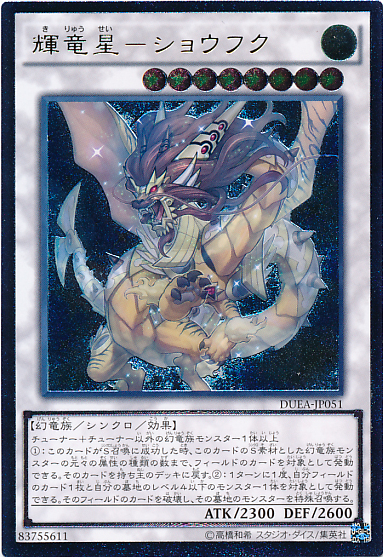 き りゅう せい
輝竜星－ショウフク
DUEA-JP051
【幻竜族／シンクロ／効果】
チューナー＋チューナー以外の幻竜族モンスター1体以上
①：このカードがS召喚に成功した時、このカードのS素材とした幻竜族モン
スターの元々の属性の種類の数まで、フィールドのカードを対象として発動
できる。そのカードを持ち主のデッキに戻す。②：1ターンに1度、自分フィール
ドのカード1枚と自分の墓地のレベル4以下のモンスター1体を対象として発動
できる。そのフィールドのカードを破壊し、その墓地のモンスターを特殊召喚する。
ATK/2300 DEF/2600
83755611
©高橋和希 スタジオ・ダイス/集英社